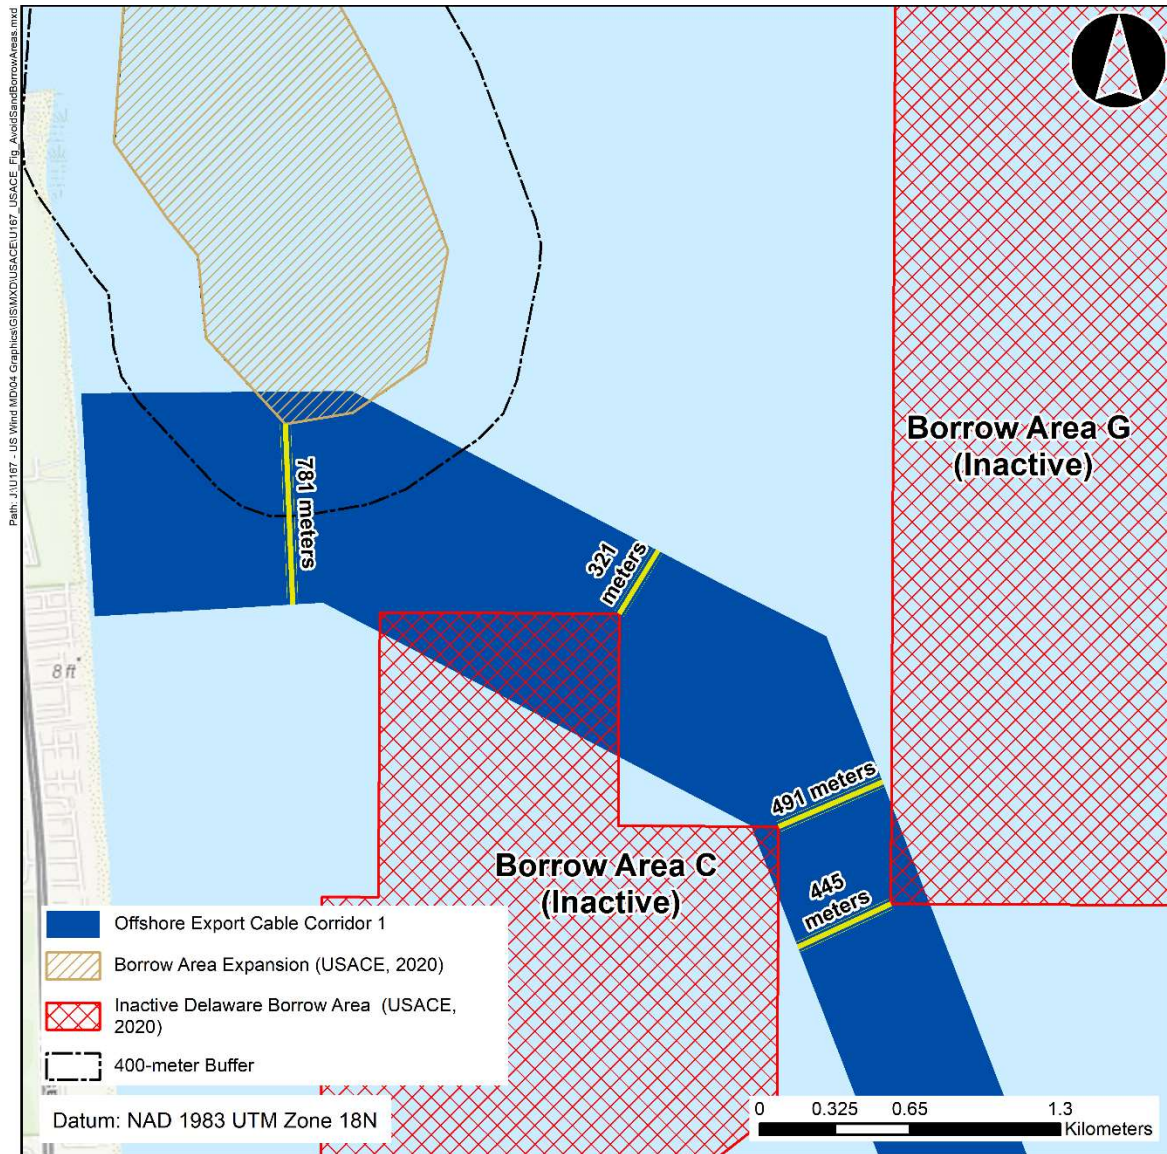 Path: J:\U167 - US Wind MD\04 Graphics\GIS\MXD\USACE\U167_USACE_Fig_AvoidSandBorrowAreas.mxd
781 meters
321
meters
Borrow Area G
(Inactive)
8 ft
491 meters
445
meters
Borrow Area C
(Inactive)
Offshore Export Cable Corridor 1
Borrow Area Expansion (USACE, 2020)
Inactive Delaware Borrow Area (USACE,
2020)
400-meter Buffer
Datum: NAD 1983 UTM Zone 18N
0 0.325 0.65 1.3
Kilometers